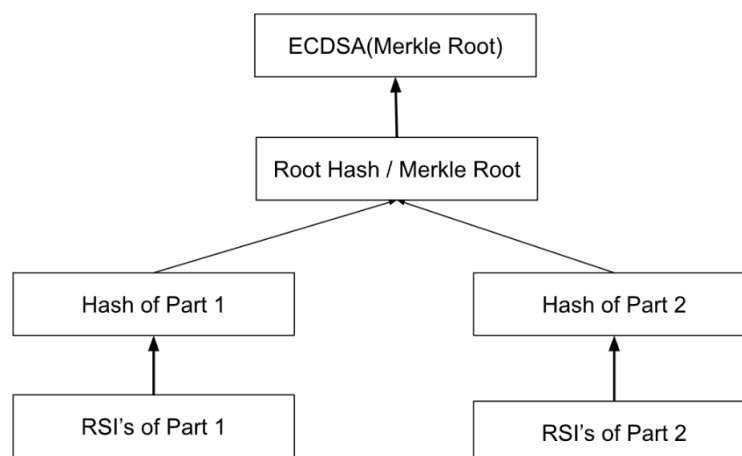 ECDSA(Merkle Root)
Root Hash / Merkle Root
Hash of Part 1
Hash of Part 2
RSI's of Part 1
RSI's of Part 2